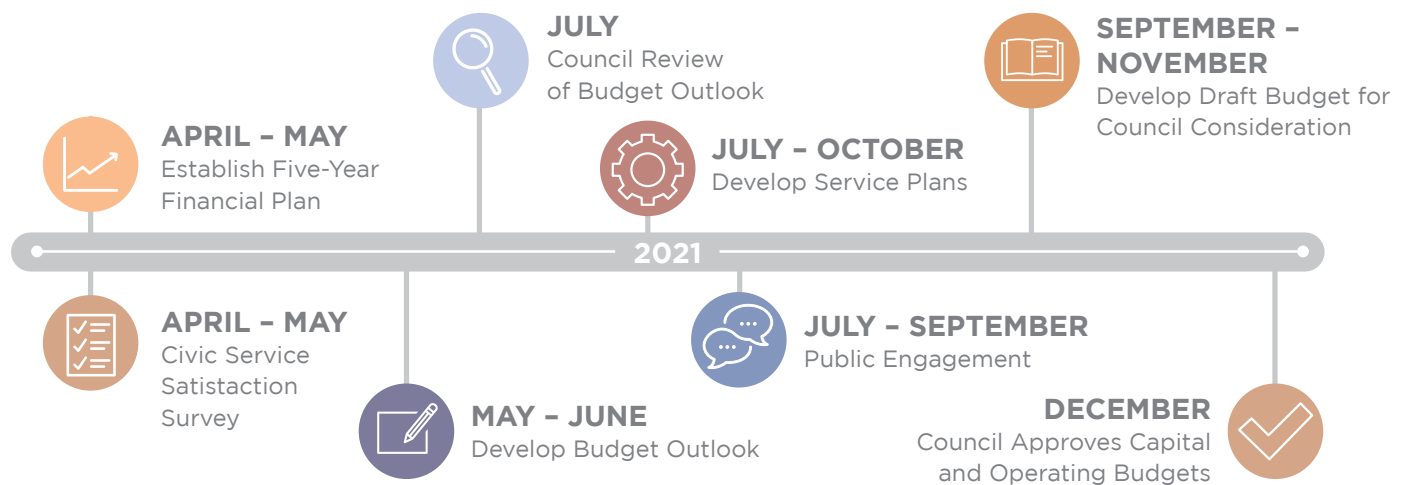 APRIL – MAY
Establish Five-Year
Financial Plan
JULY
Council Review
of Budget Outlook
JULY – OCTOBER
Develop Service Plans
SEPTEMBER –
NOVEMBER
Develop Draft Budget for
Council Consideration
2021
APRIL – MAY
Civic Service
Satistaction
Survey
MAY – JUNE
Develop Budget Outlook
JULY – SEPTEMBER
Public Engagement
DECEMBER
Council Approves Capital
and Operating Budgets